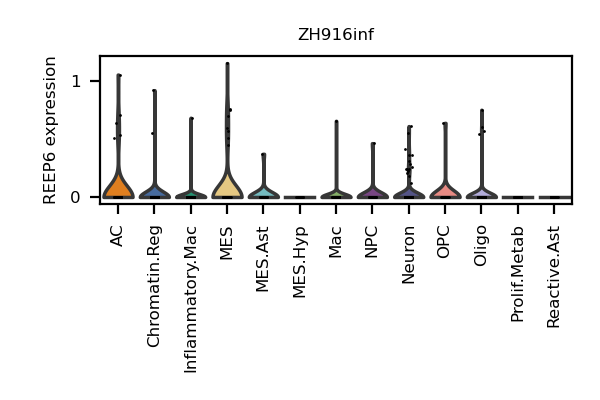 ZH916inf
REEP6 expression
1
0
AC
Chromatin.Reg
Inflammatory.Mac
MES
MES.Ast
MES.Hyp
Mac
NPC
Neuron
OPC
Oligo
Prolif.Metab
Reactive.Ast